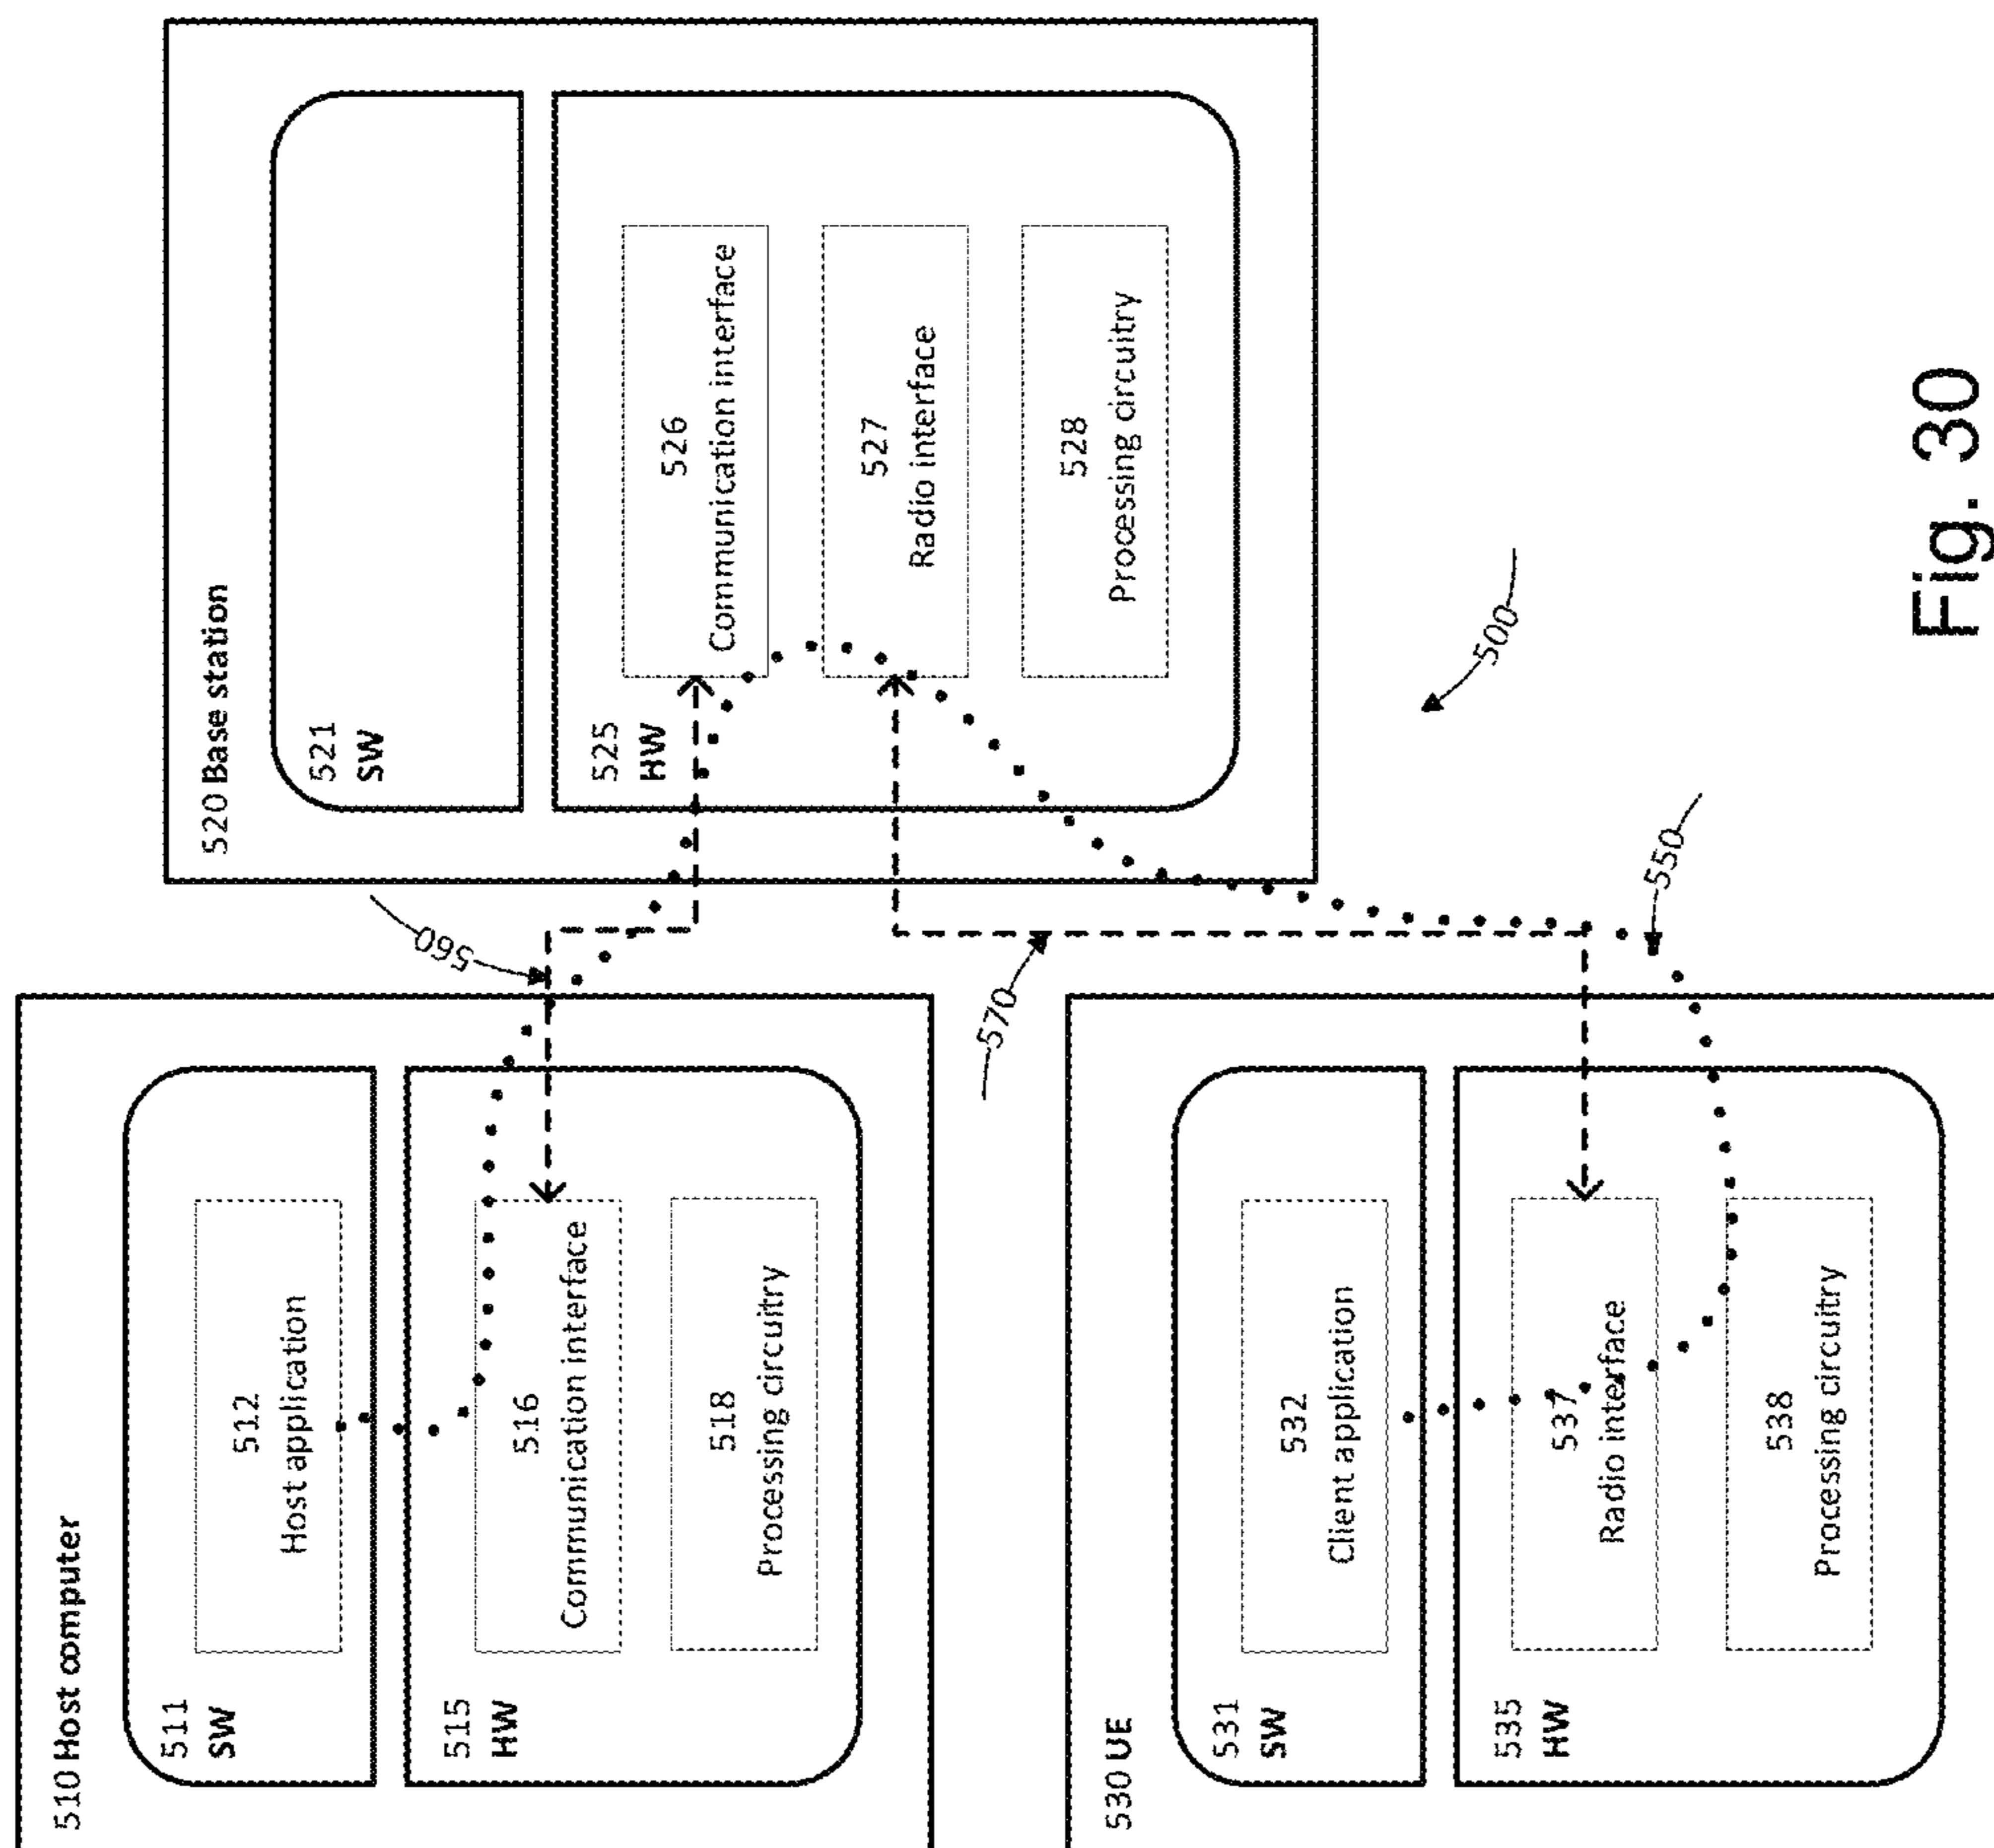 510 Host computer
511
SW
512
Host application
515
HW
516
Communication interface
518
Processing circuitry
560
520 Base station
521
SW
525
HW
526
Communication interface
527
Radio interface
528
Processing circuitry
530 UE
531
SW
532
Client application
535
HW
537
Radio interface
538
Processing circuitry
570
550
500
Fig. 30